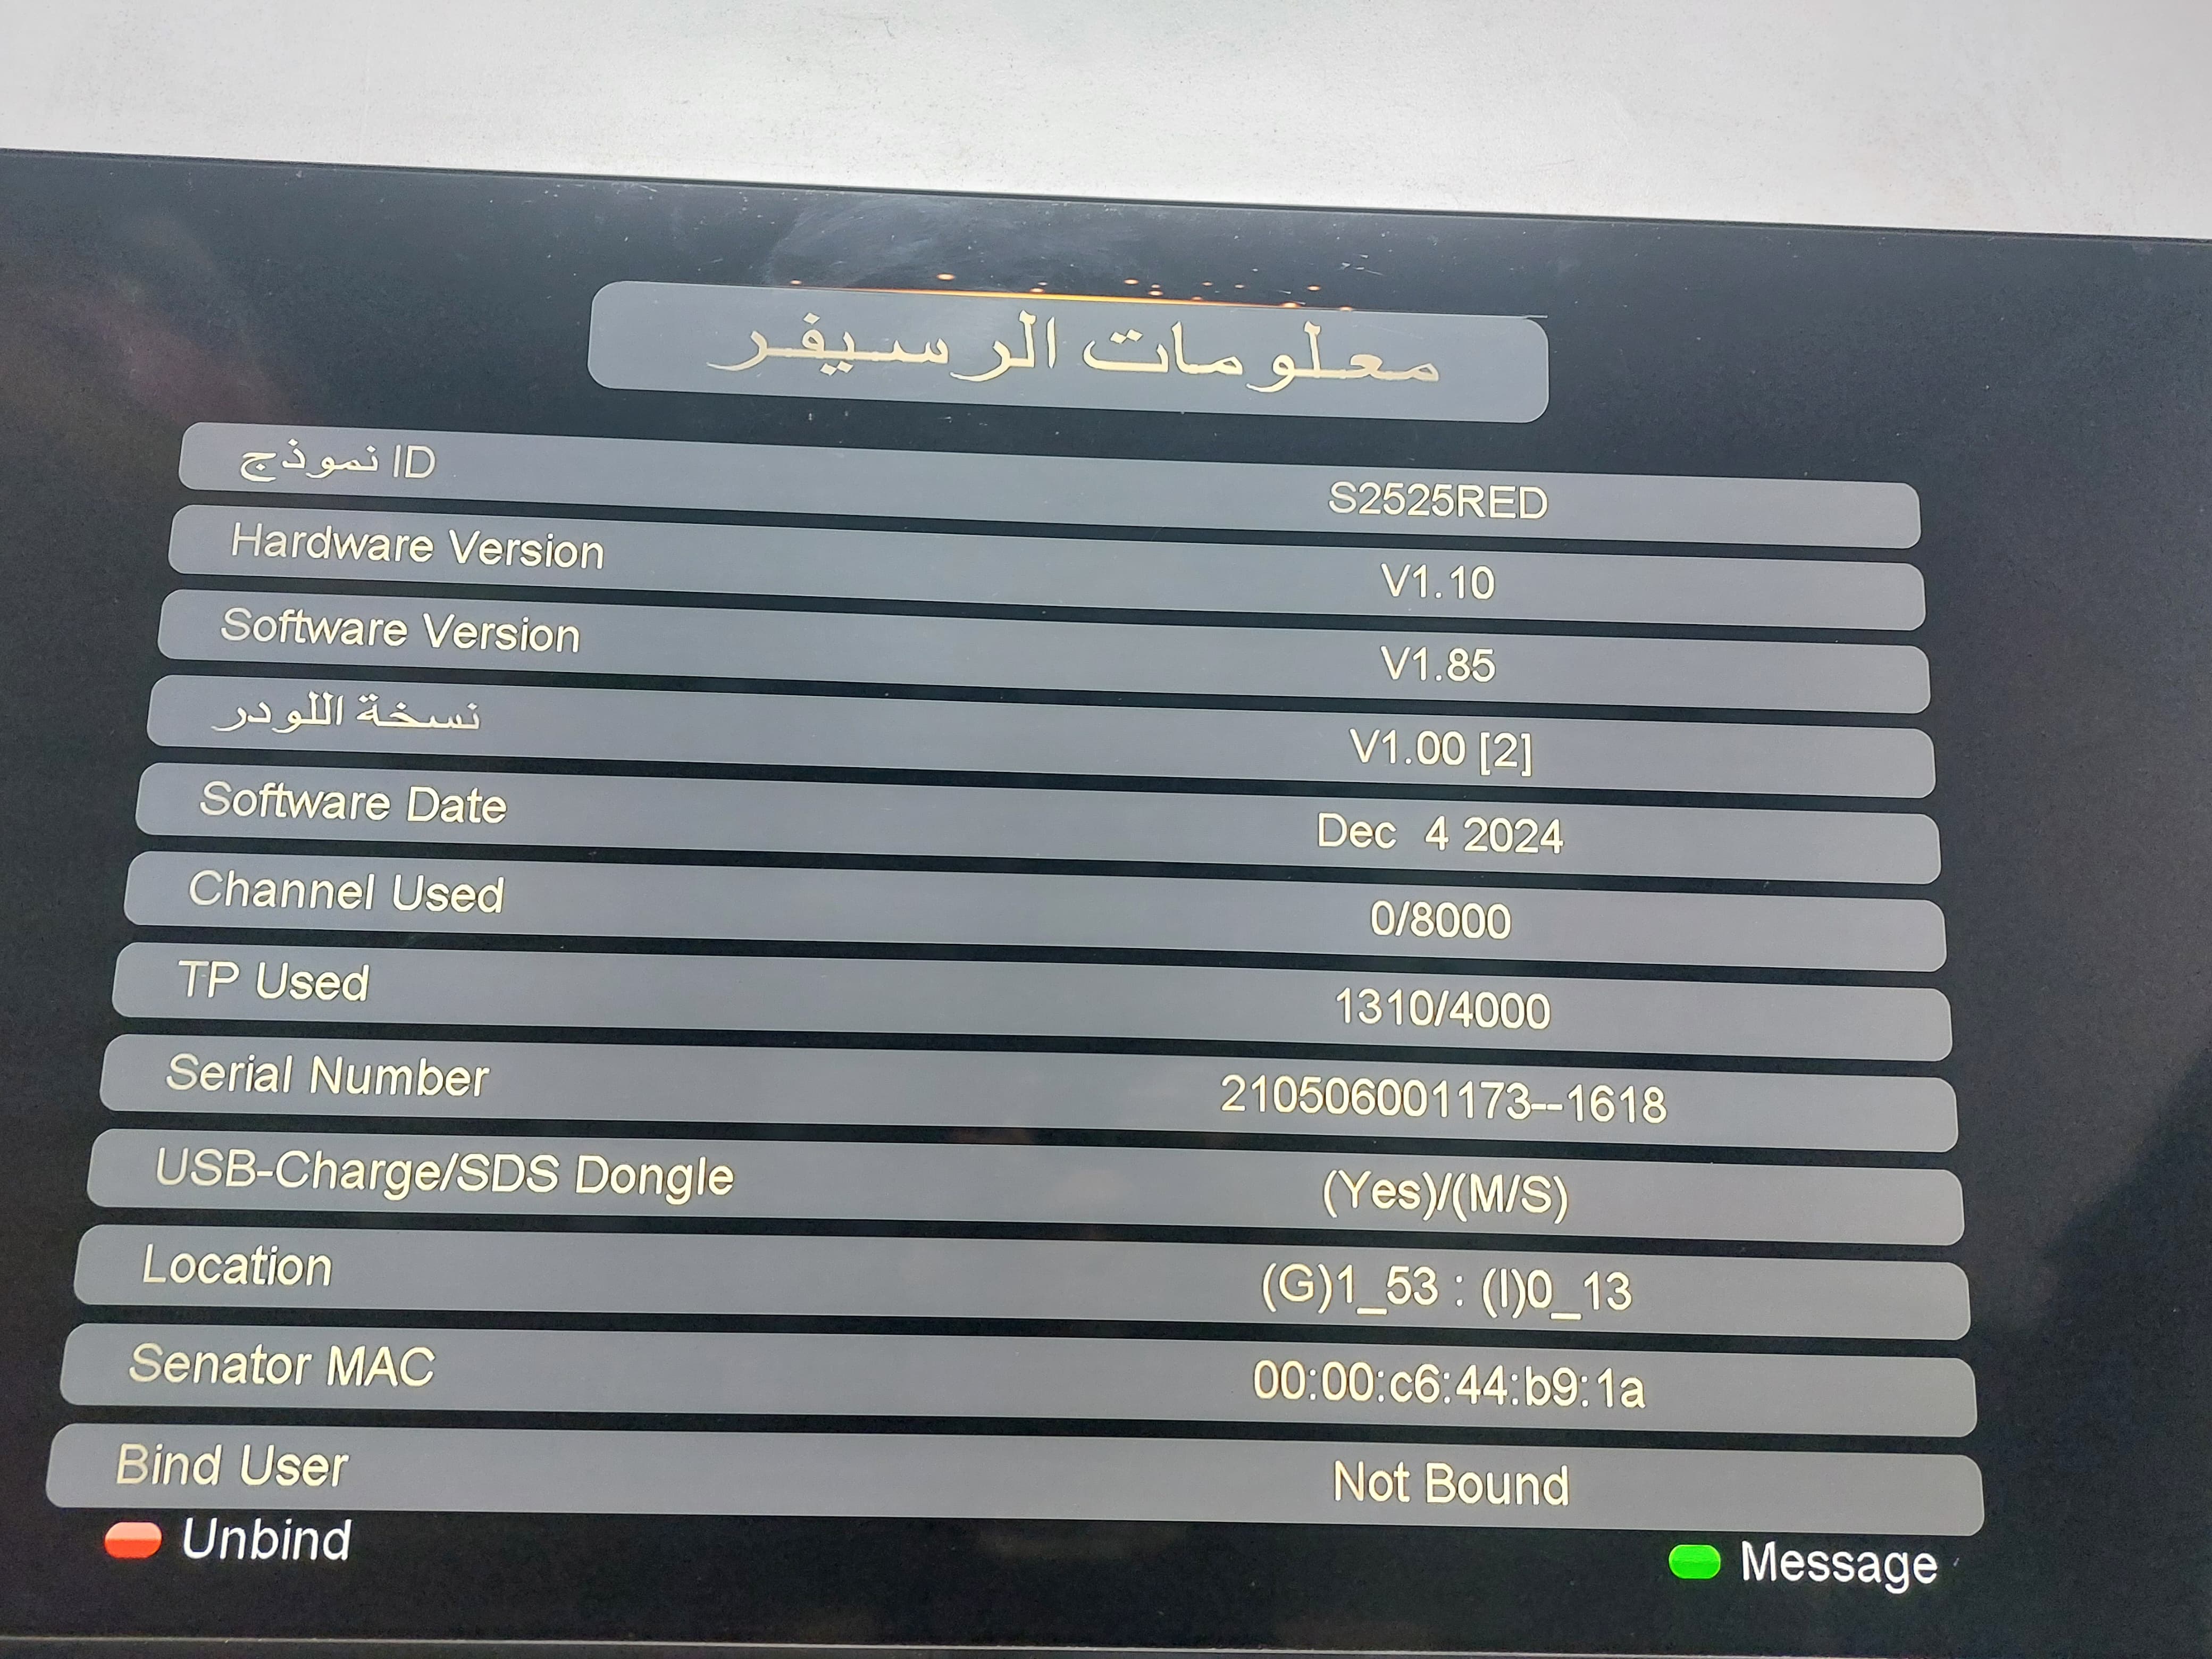 معلومات الرسيفر
نموذج ID S2525RED
Hardware Version V1.10
Software Version V1.85
نسخة اللودر V1.00 [2]
Software Date Dec 4 2024
Channel Used 0/8000
TP Used 1310/4000
Serial Number 210506001173--1618
USB-Charge/SDS Dongle (Yes)/(M/S)
Location (G)1_53 : (I)0_13
Senator MAC 00:00:c6:44:b9:1a
Bind User Not Bound
Unbind Message